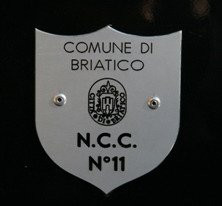 COMUNE DI
BRIATICO
N.C.C.
N°11